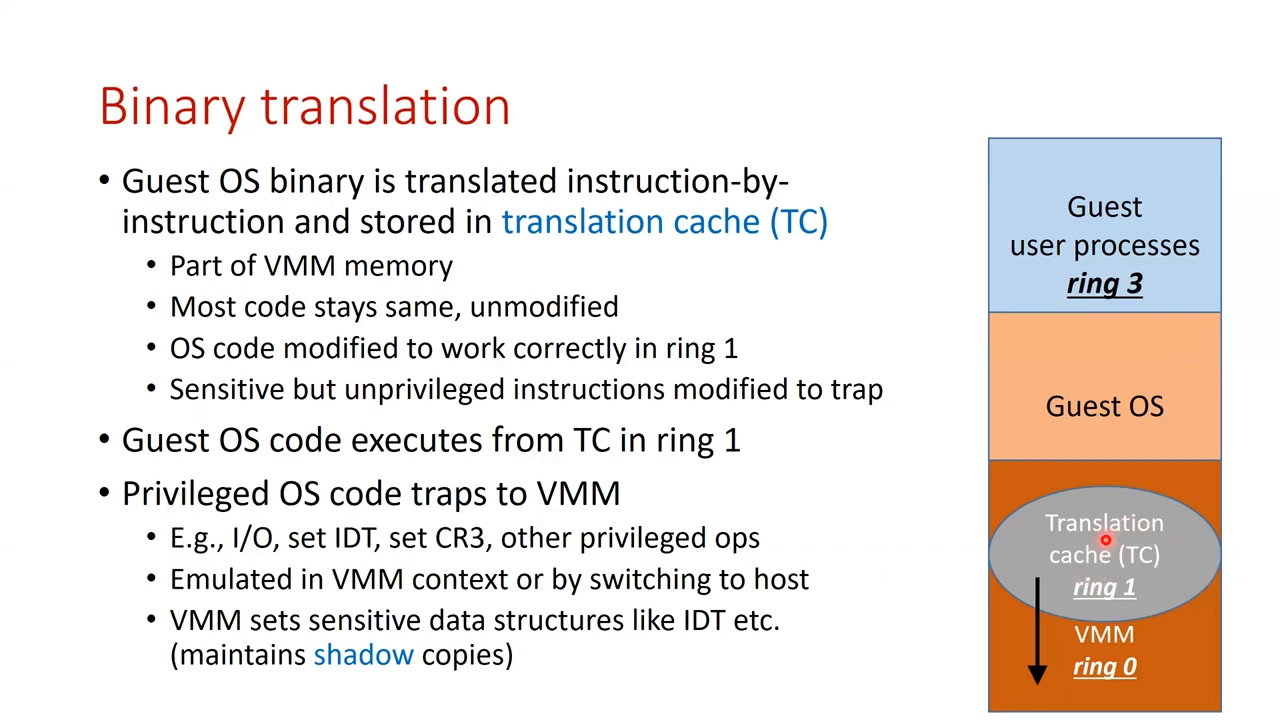 Binary translation
• Guest OS binary is translated instruction-by-
instruction and stored in translation cache (TC)
• Part of VMM memory
• Most code stays same, unmodified
• OS code modified to work correctly in ring 1
• Sensitive but unprivileged instructions modified to trap
• Guest OS code executes from TC in ring 1
• Privileged OS code traps to VMM
• E.g., I/O, set IDT, set CR3, other privileged ops
• Emulated in VMM context or by switching to host
• VMM sets sensitive data structures like IDT etc.
(maintains shadow copies)
Guest
user processes
ring 3
Guest OS
Translation
cache (TC)
ring 1
VMM
ring 0